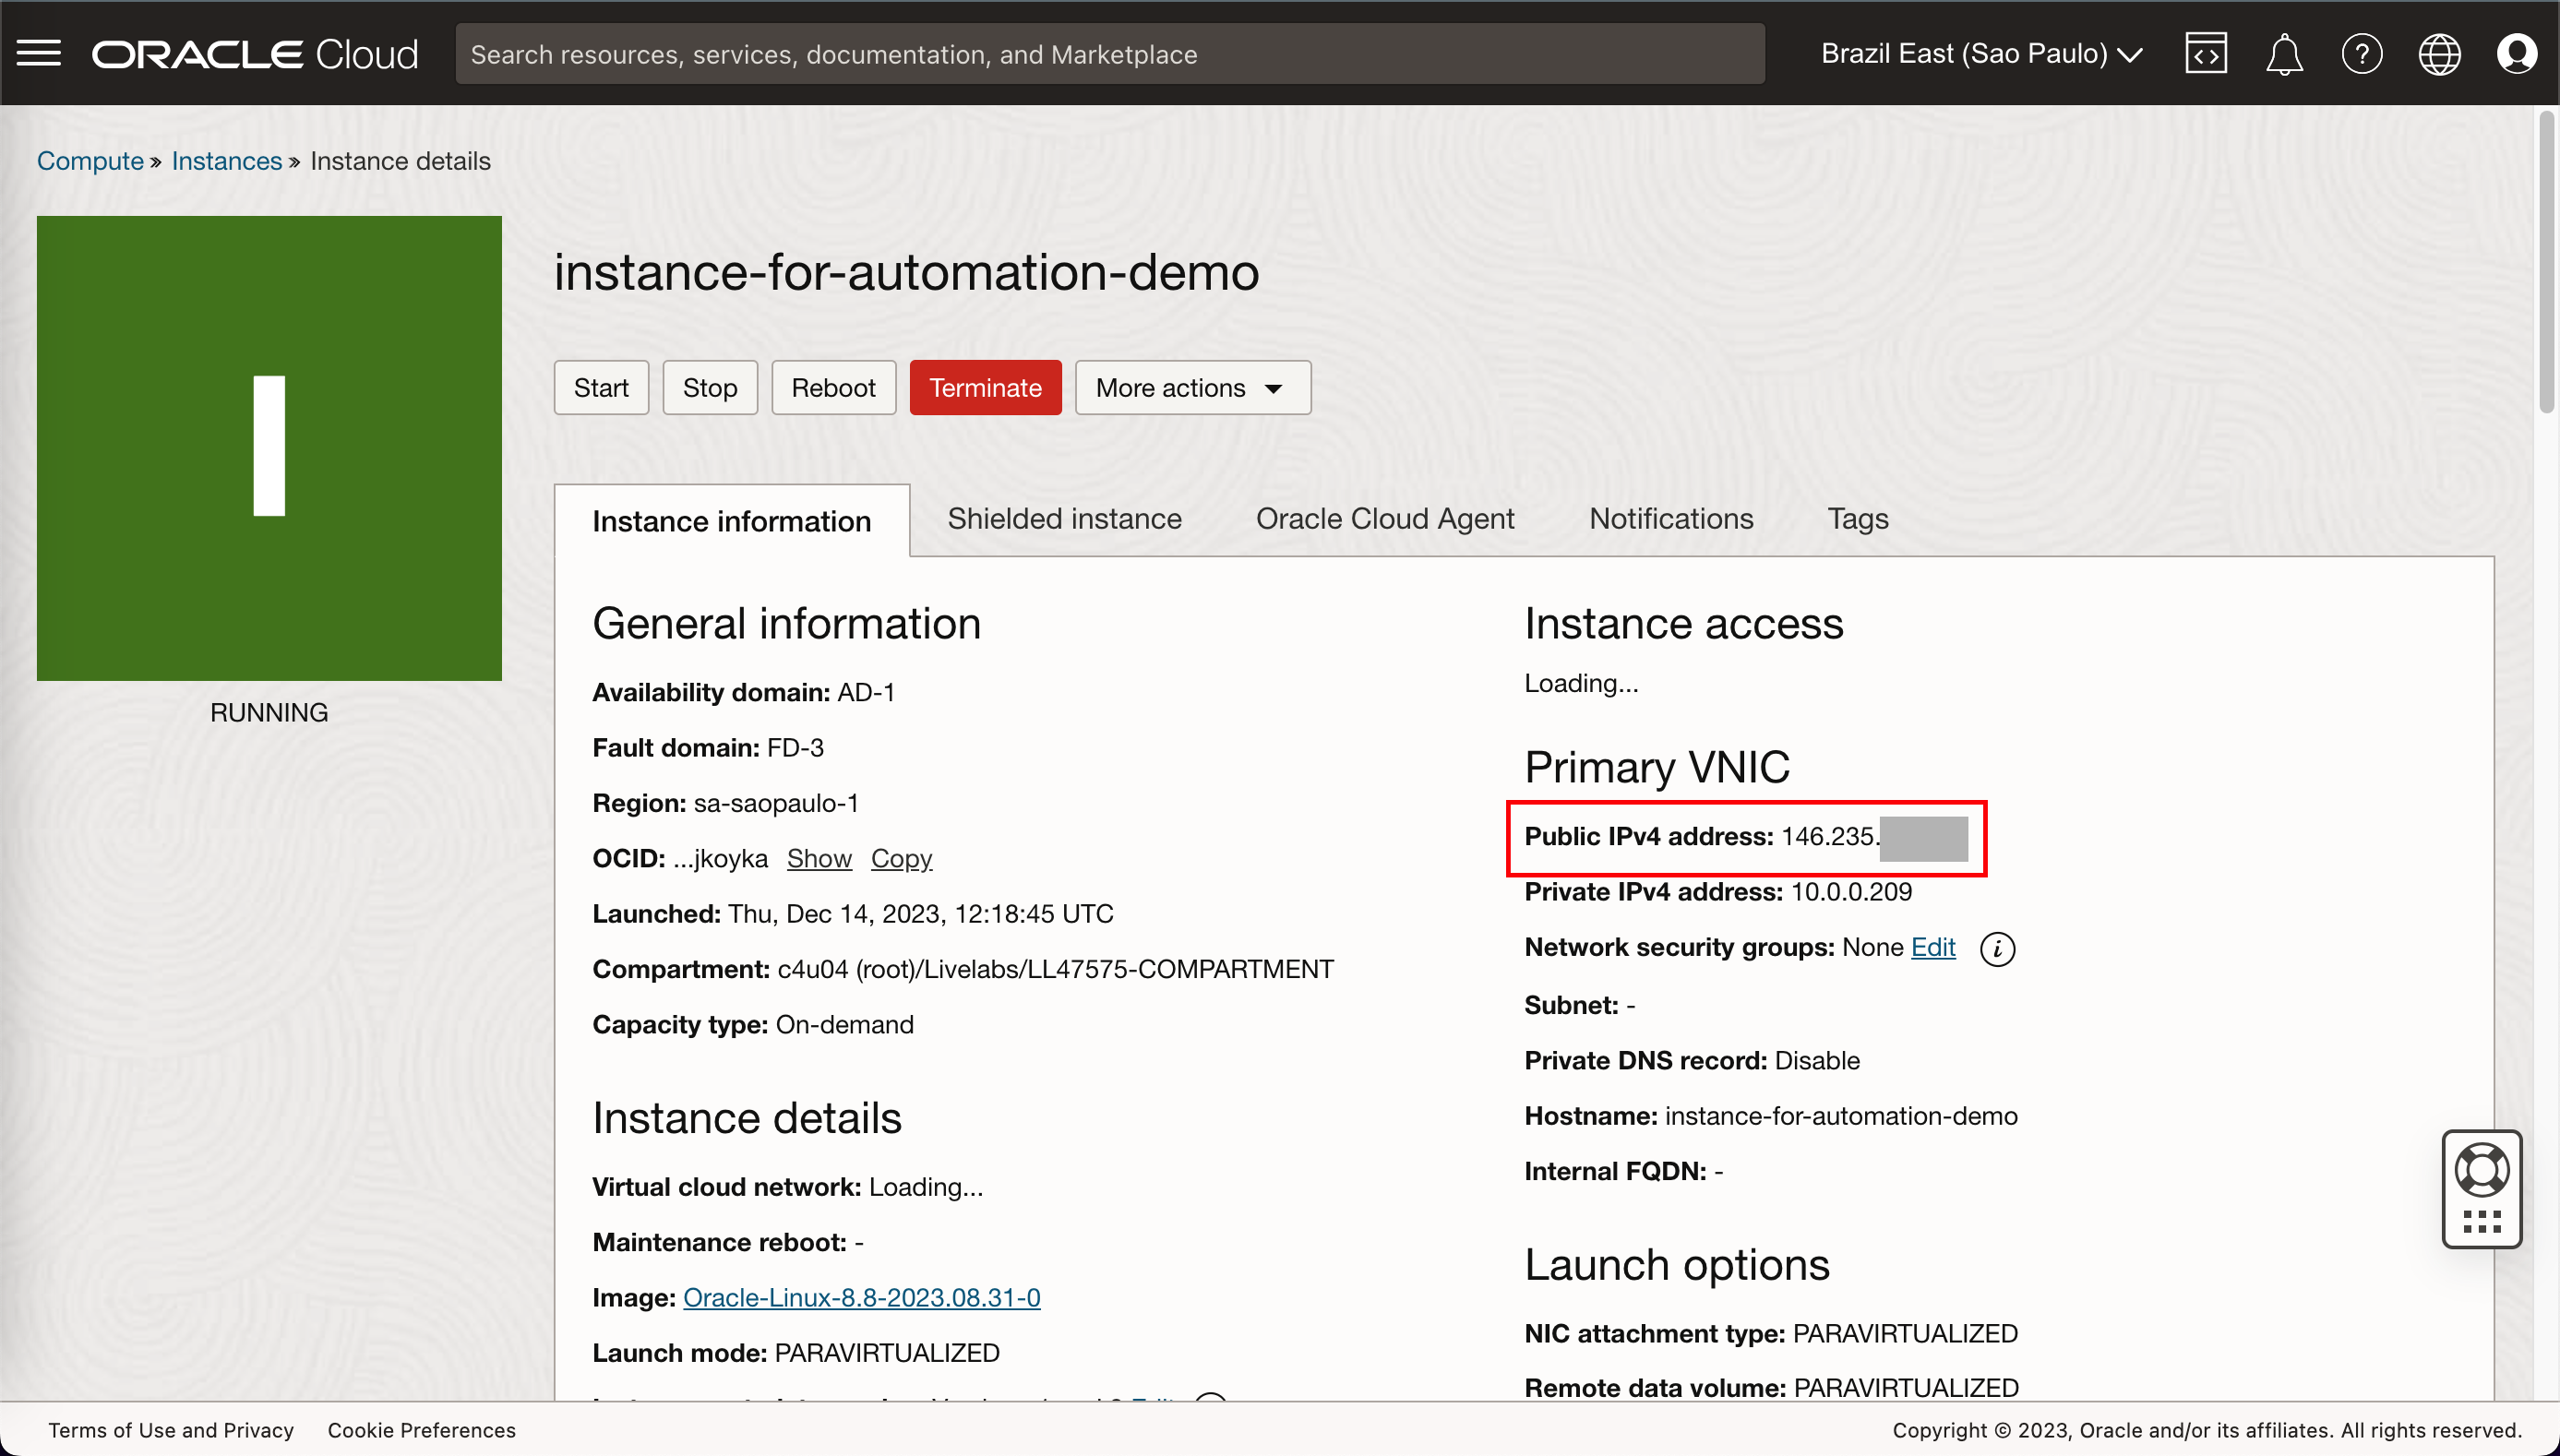 ORACLE Cloud
Search resources, services, documentation, and Marketplace
Brazil East (Sao Paulo)
Compute » Instances » Instance details
I
RUNNING
instance-for-automation-demo
Start Stop Reboot Terminate More actions
Instance information Shielded instance Oracle Cloud Agent Notifications Tags
General information
Availability domain: AD-1
Fault domain: FD-3
Region: sa-saopaulo-1
OCID: ...jkoyka Show Copy
Launched: Thu, Dec 14, 2023, 12:18:45 UTC
Compartment: c4u04 (root)/Livelabs/LL47575-COMPARTMENT
Capacity type: On-demand
Instance details
Virtual cloud network: Loading...
Maintenance reboot: -
Image: Oracle-Linux-8.8-2023.08.31-0
Launch mode: PARAVIRTUALIZED
Instance access
Loading...
Primary VNIC
Public IPv4 address: 146.235.
Private IPv4 address: 10.0.0.209
Network security groups: None Edit
Subnet: -
Private DNS record: Disable
Hostname: instance-for-automation-demo
Internal FQDN: -
Launch options
NIC attachment type: PARAVIRTUALIZED
Remote data volume: PARAVIRTUALIZED
Terms of Use and Privacy Cookie Preferences
Copyright © 2023, Oracle and/or its affiliates. All rights reserved.